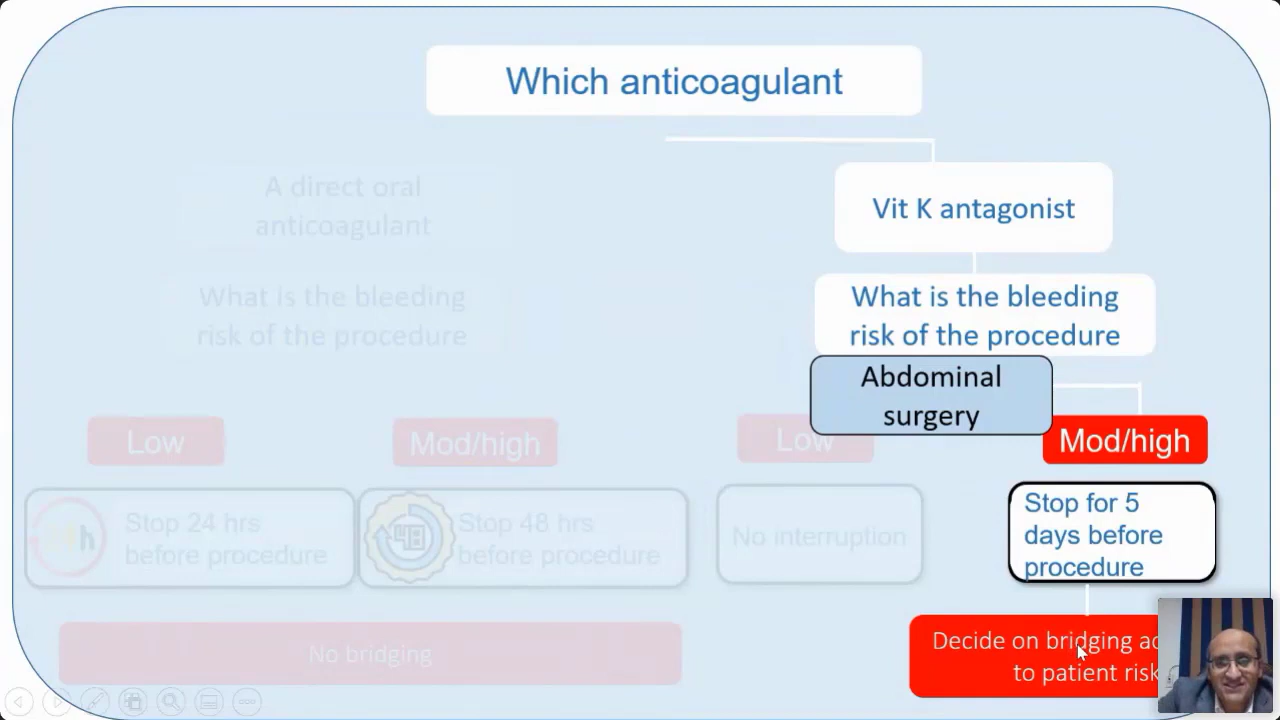 Which anticoagulant
A direct oral
anticoagulant
Vit K antagonist
What is the bleeding
risk of the procedure
What is the bleeding
risk of the procedure
Abdominal
surgery
Low
Mod/high
Low
Mod/high
Stop 24 hrs
before procedure
Stop 48 hrs
before procedure
No interruption
Stop for 5
days before
procedure
No bridging
Decide on bridging
to patient risk